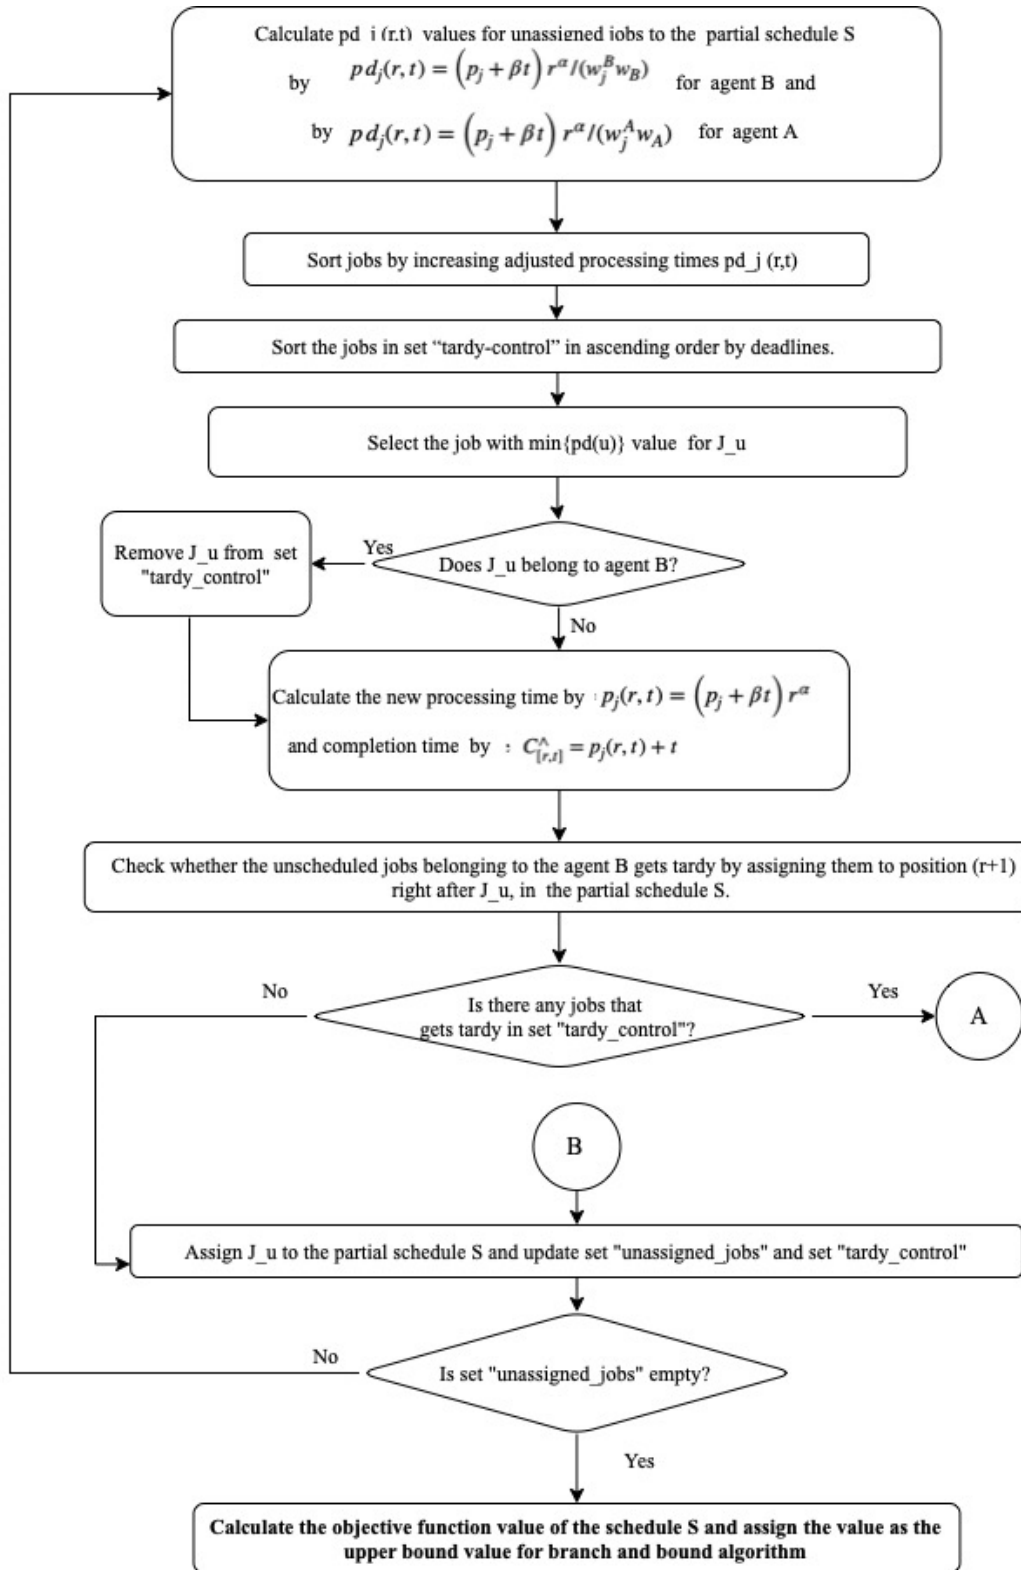 Calculate pd_j (r,t) values for unassigned jobs to the partial schedule S
by pd_j(r, t) = (p_j + βt) r^α/(w_j^B w_B) for agent B and
by pd_j(r, t) = (p_j + βt) r^α/(w_j^A w_A) for agent A
Sort jobs by increasing adjusted processing times pd_j (r,t)
Sort the jobs in set “tardy-control” in ascending order by deadlines.
Select the job with min{pd(u)} value for J_u
Does J_u belong to agent B?
Yes
Remove J_u from set
"tardy_control"
No
Calculate the new processing time by : p_j(r, t) = (p_j + βt) r^α
and completion time by : C^A_[r,t] = p_j(r, t) + t
Check whether the unscheduled jobs belonging to the agent B gets tardy by assigning them to position (r+1)
right after J_u, in the partial schedule S.
Is there any jobs that
gets tardy in set "tardy_control"?
No
Yes
A
B
Assign J_u to the partial schedule S and update set "unassigned_jobs" and set "tardy_control"
Is set "unassigned_jobs" empty?
No
Yes
Calculate the objective function value of the schedule S and assign the value as the
upper bound value for branch and bound algorithm